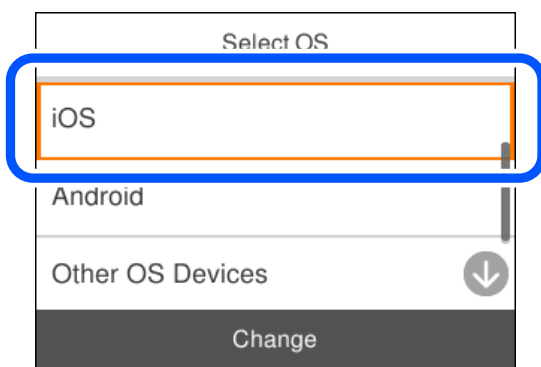 Select OS
iOS
Android
Other OS Devices
Change